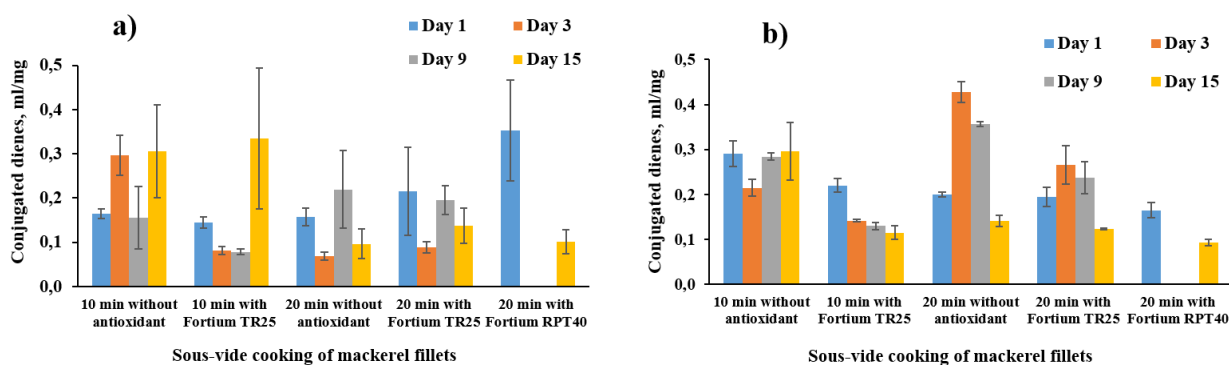 a)
Day 1 Day 3
Day 9 Day 15
Conjugated dienes, ml/mg
0,5
0,4
0,3
0,2
0,1
0,0
10 min without antioxidant
10 min with Fortium TR25
20 min without antioxidant
20 min with Fortium TR25
20 min with Fortium RPT40
Sous-vide cooking of mackerel fillets
b)
Day 1 Day 3
Day 9 Day 15
Conjugated dienes, ml/mg
0,5
0,4
0,3
0,2
0,1
0,0
10 min without antioxidant
10 min with Fortium TR25
20 min without antioxidant
20 min with Fortium TR25
20 min with Fortium RPT40
Sous-vide cooking of mackerel fillets